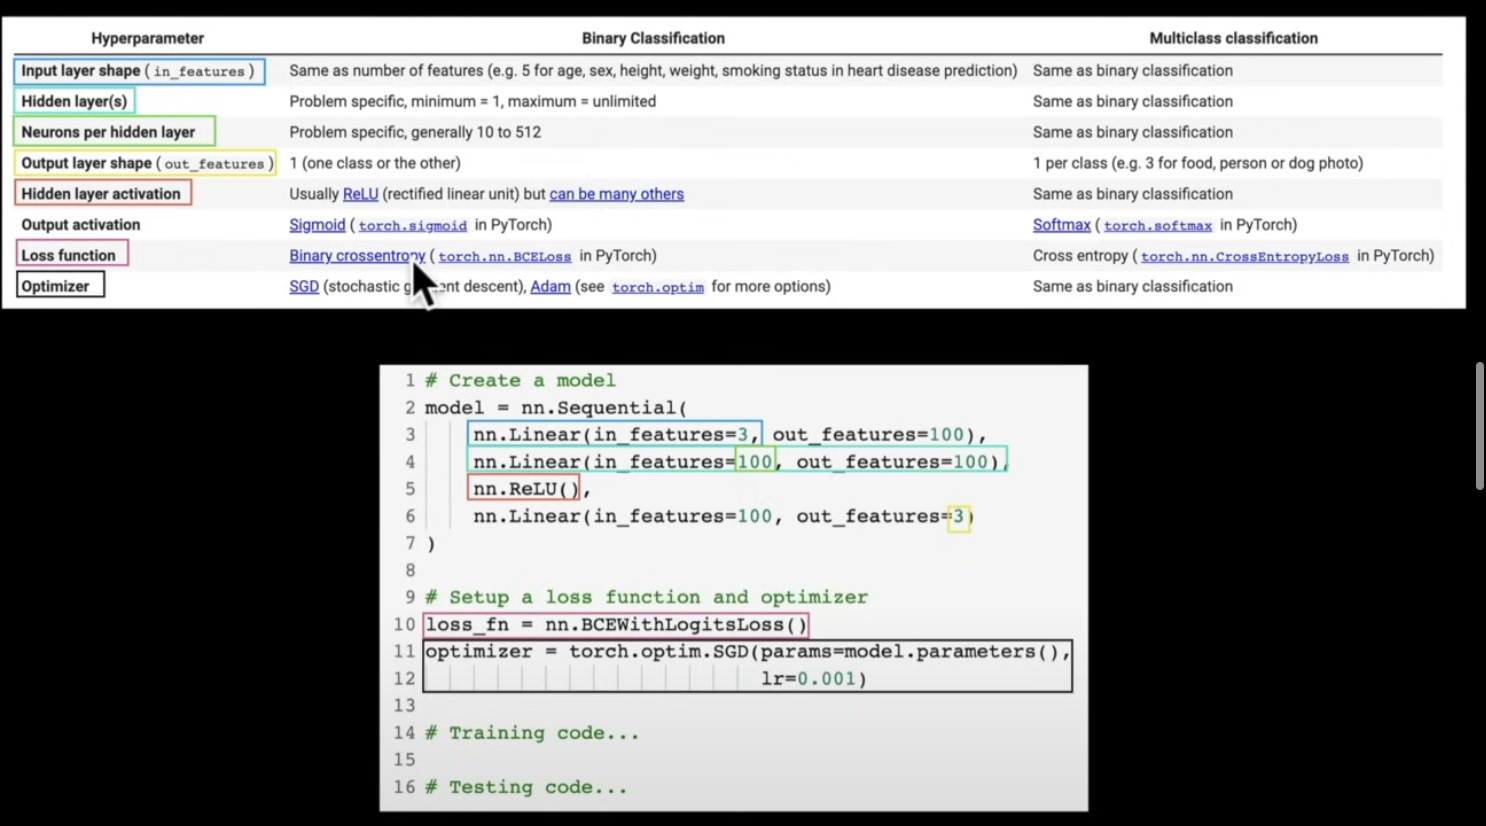 Hyperparameter Binary Classification Multiclass classification
Input layer shape (in_features) Same as number of features (e.g. 5 for age, sex, height, weight, smoking status in heart disease prediction) Same as binary classification
Hidden layer(s) Problem specific, minimum = 1, maximum = unlimited Same as binary classification
Neurons per hidden layer Problem specific, generally 10 to 512 Same as binary classification
Output layer shape (out_features) 1 (one class or the other) 1 per class (e.g. 3 for food, person or dog photo)
Hidden layer activation Usually ReLU (rectified linear unit) but can be many others Same as binary classification
Output activation Sigmoid (torch.sigmoid in PyTorch) Softmax (torch.softmax in PyTorch)
Loss function Binary crossentropy (torch.nn.BCELoss in PyTorch) Cross entropy (torch.nn.CrossEntropyLoss in PyTorch)
Optimizer SGD (stochastic descent), Adam (see torch.optim for more options) Same as binary classification
1 # Create a model
2 model = nn.Sequential(
3 nn.Linear(in_features=3, out_features=100),
4 nn.Linear(in_features=100, out_features=100),
5 nn.ReLU(),
6 nn.Linear(in_features=100, out_features=3)
7 )
8
9 # Setup a loss function and optimizer
10 loss_fn = nn.BCEWithLogitsLoss()
11 optimizer = torch.optim.SGD(params=model.parameters(),
12 lr=0.001)
13
14 # Training code...
15
16 # Testing code...